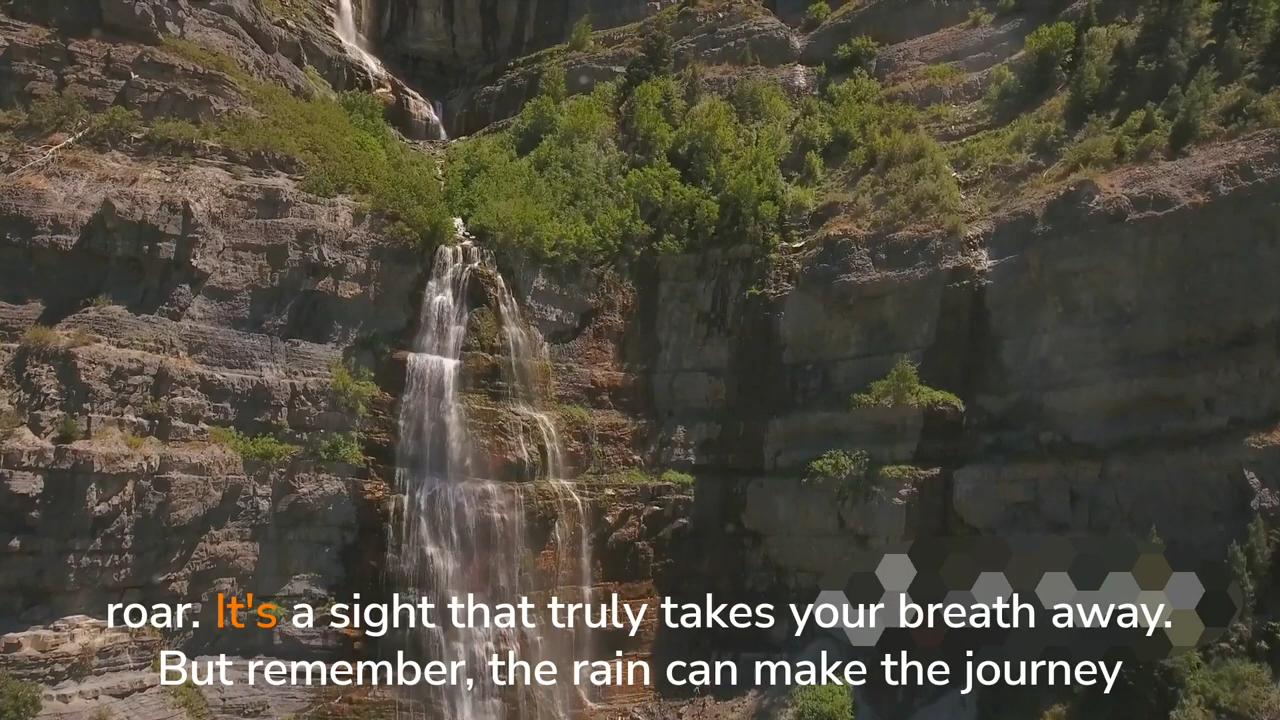 roar. It's a sight that truly takes your breath away.
But remember, the rain can make the journey